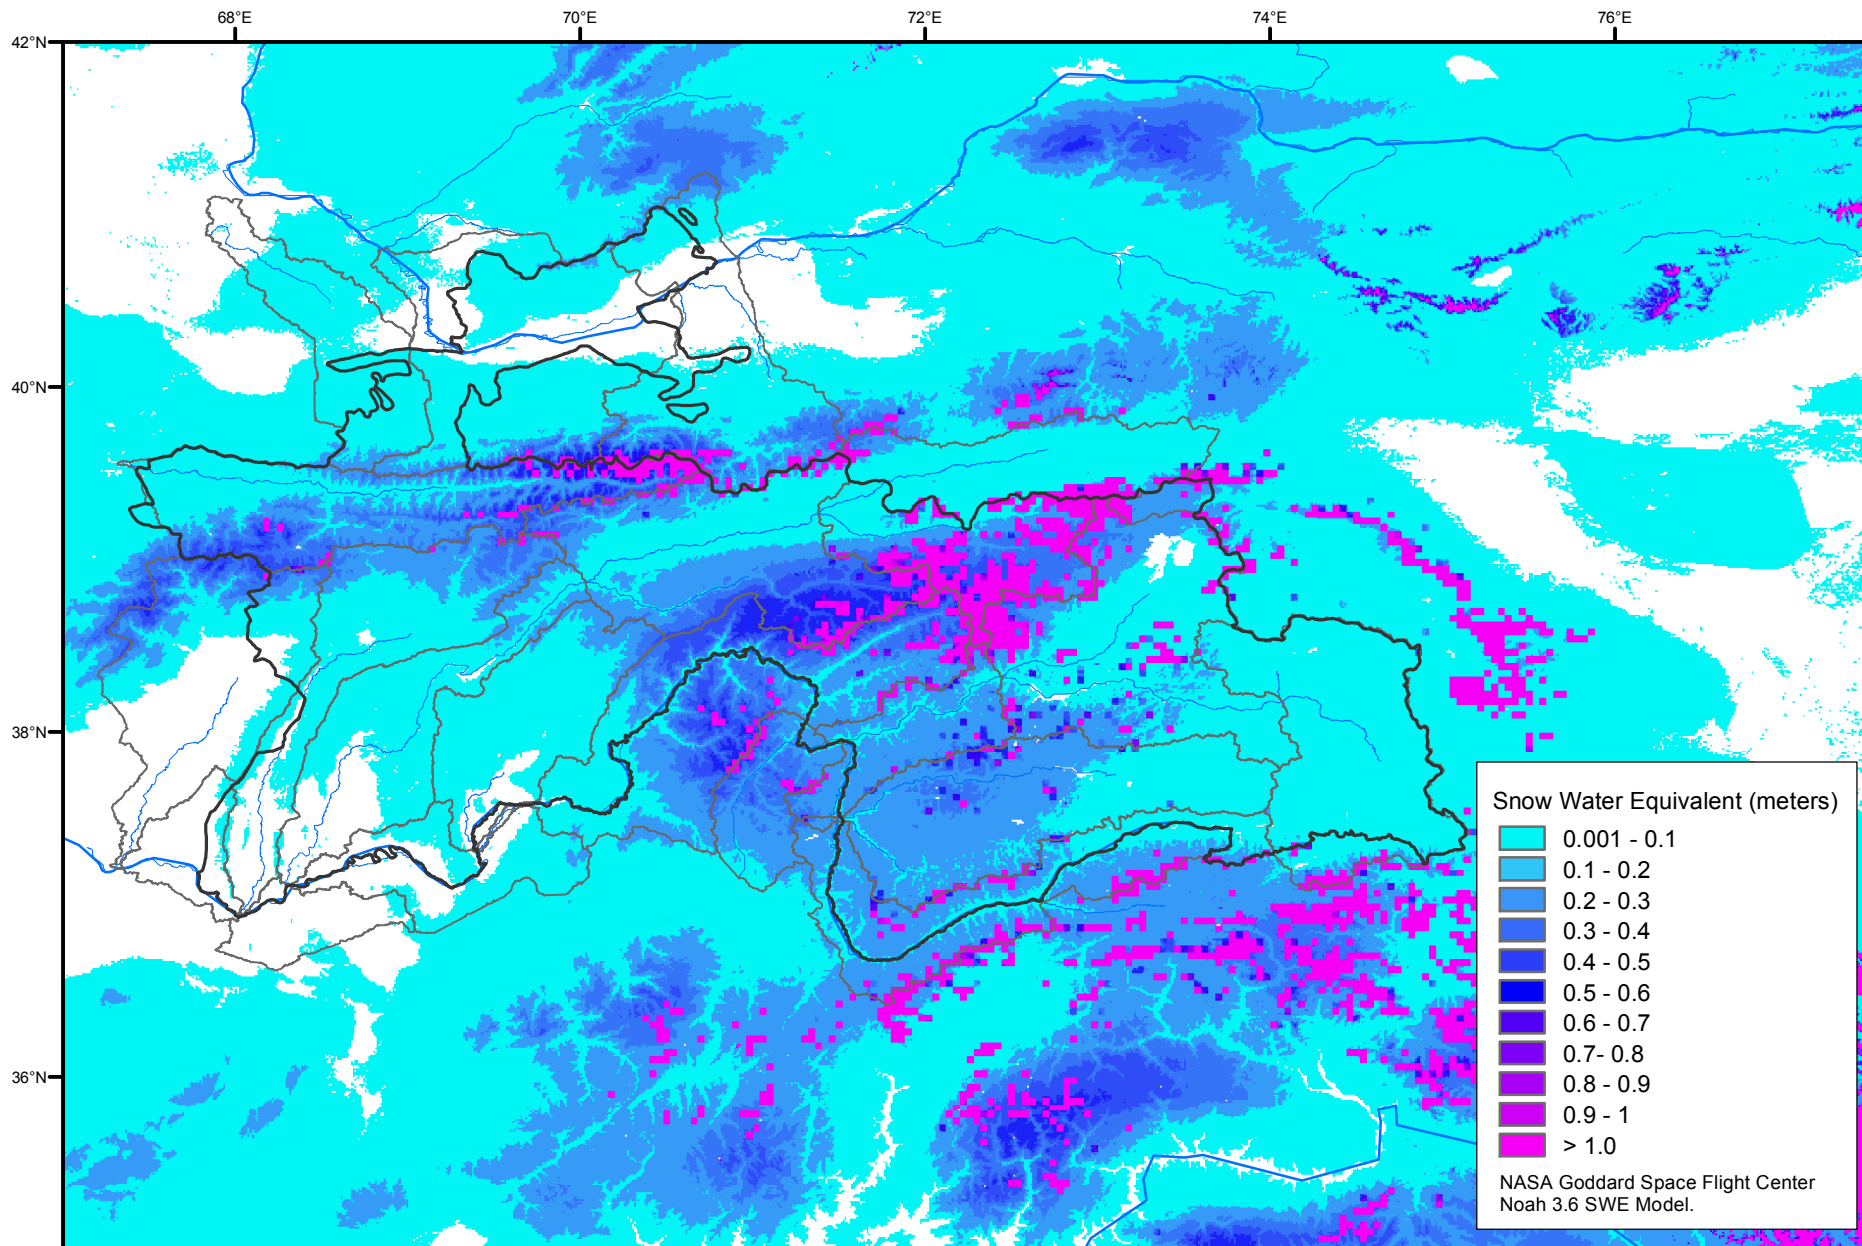 68°E 70°E 72°E 74°E 76°E
42°N
40°N
38°N
36°N
Snow Water Equivalent (meters)
0.001 - 0.1
0.1 - 0.2
0.2 - 0.3
0.3 - 0.4
0.4 - 0.5
0.5 - 0.6
0.6 - 0.7
0.7- 0.8
0.8 - 0.9
0.9 - 1
> 1.0
NASA Goddard Space Flight Center
Noah 3.6 SWE Model.